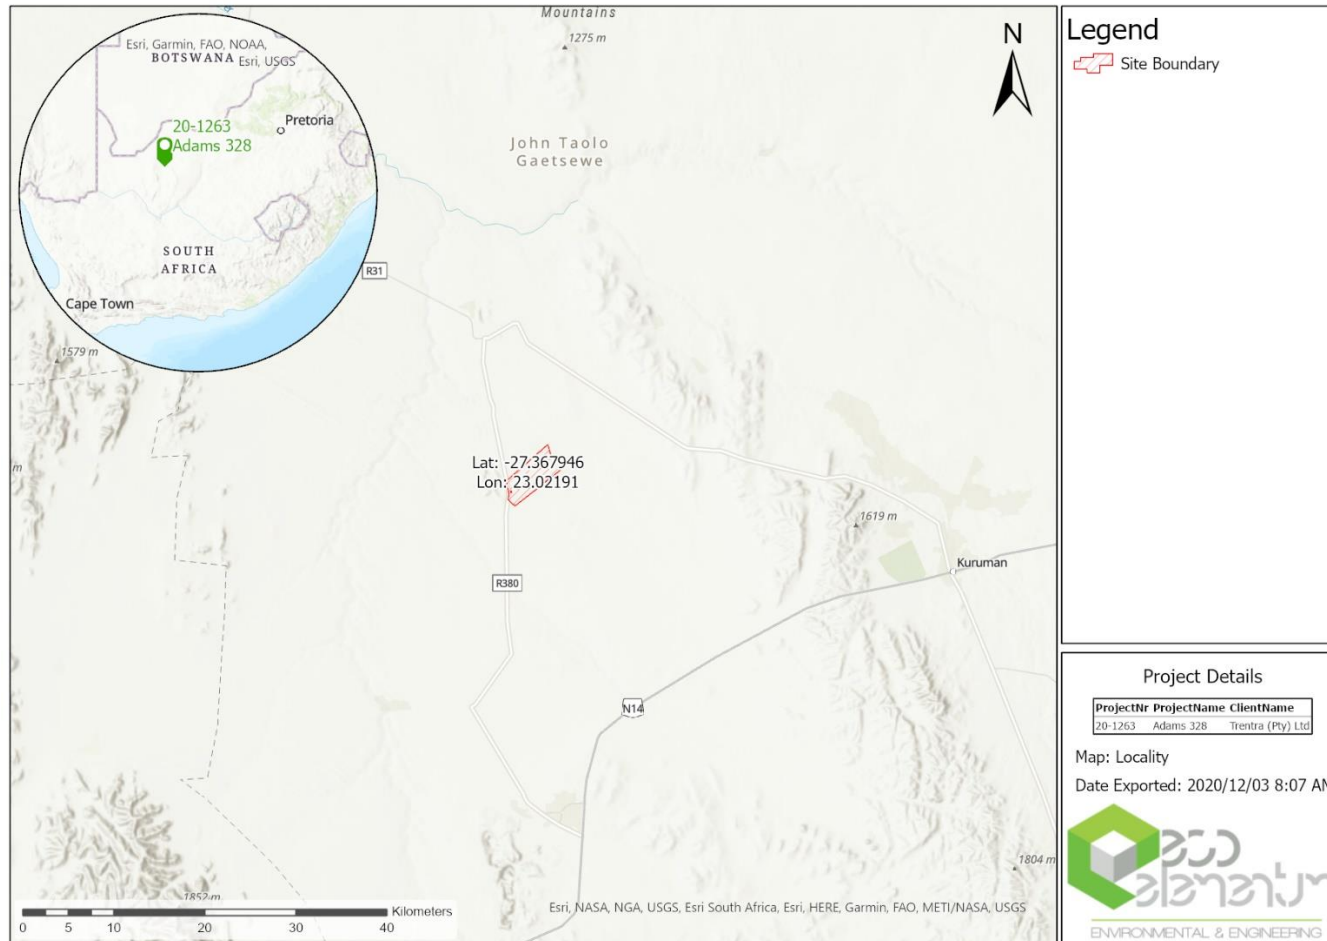 Mountains
1275 m
Esri, Garmin, FAO, NOAA,
Esri, USGS
BOTSWANA
20-1263
Adams 328
Pretoria
SOUTH
AFRICA
Cape Town
N
John Taolo
Gaetsewe
R31
1579 m
m
Lat: -27.367946
Lon: 23.02191
1619 m
Kuruman
R380
N14
1804 m
1852 m
Kilometers
0 5 10 20 30 40
Esri, NASA, NGA, USGS, Esri South Africa, Esri, HERE, Garmin, FAO, METI/NASA, USGS
Legend
Site Boundary
Project Details
ProjectNr ProjectName ClientName
20-1263 Adams 328 Trentra (Pty) Ltd
Map: Locality
Date Exported: 2020/12/03 8:07 AM
eco
elementum
ENVIRONMENTAL & ENGINEERING